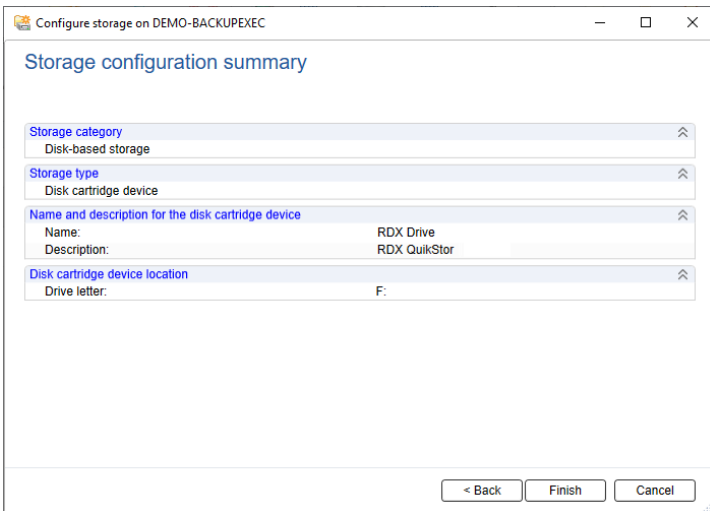 Configure storage on DEMO-BACKUPEXEC
Storage configuration summary
Storage category
Disk-based storage
Storage type
Disk cartridge device
Name and description for the disk cartridge device
Name: RDX Drive
Description: RDX QuikStor
Disk cartridge device location
Drive letter: F:
< Back Finish Cancel